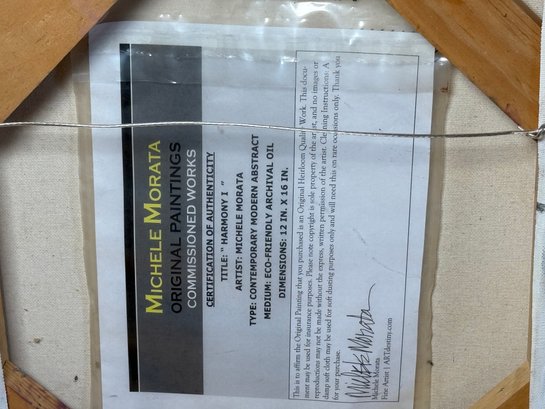 MICHELE MORATA
ORIGINAL PAINTINGS
COMMISSIONED WORKS
CERTIFICATION OF AUTHENTICITY
TITLE: " HARMONY I "
ARTIST: MICHELE MORATA
TYPE: CONTEMPORARY MODERN ABSTRACT
MEDIUM: ECO-FRIENDLY ARCHIVAL OIL
DIMENSIONS: 12 IN. X 16 IN.
This is to affirm the Original Painting that you purchased is an Original Heirloom Quality Work. This docu-
ment may be used for insurance purposes. Please note copyright is sole property of the artist, and no images or
reproductions may not be made without the express, written permission of the artist. Cleaning Instructions: A
damp soft cloth may be used for soft dusting purposes only and will need this on rare occasions only. Thank you
for your purchase.
Michele Morata
Michele Morata
Fine Artist | ARTdestiny.com